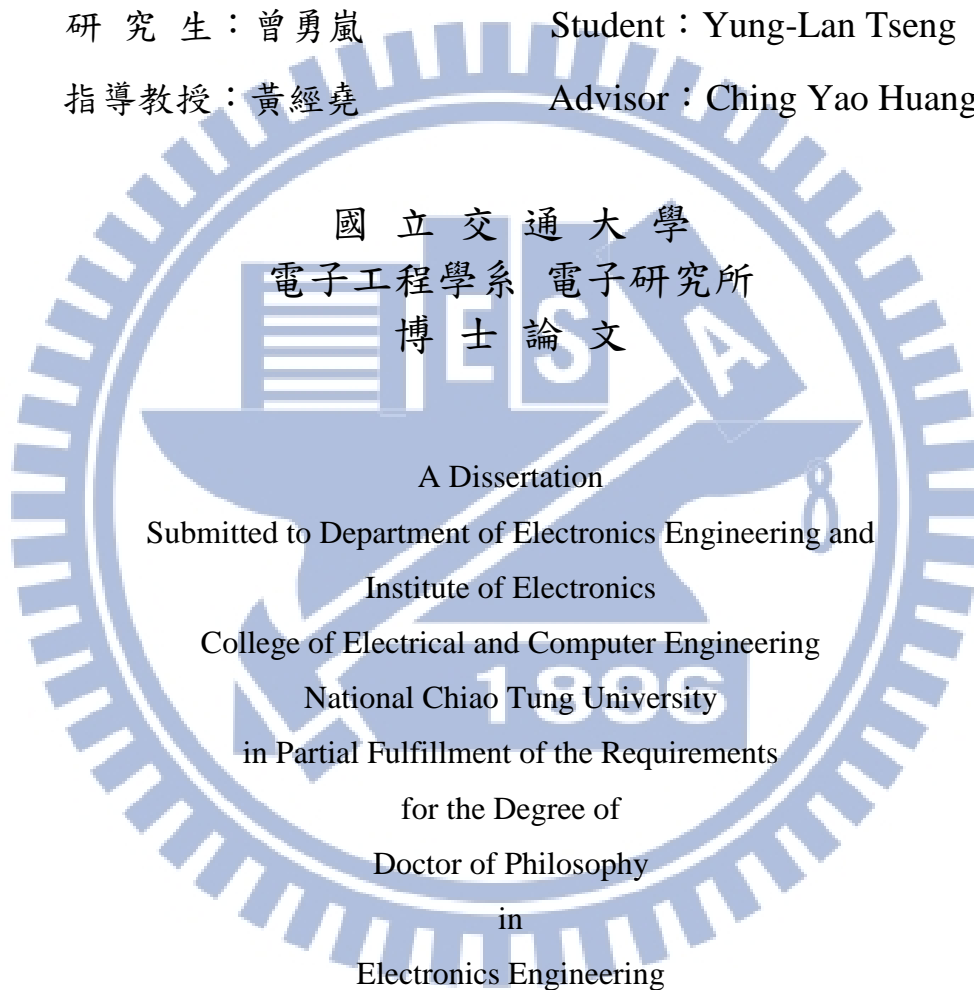 研 究 生：曾勇嵐 Student：Yung-Lan Tseng
指導教授：黃經堯 Advisor：Ching Yao Huang
國 立 交 通 大 學
電子工程學系 電子研究所
博 士 論 文
E S A
A Dissertation
8
Submitted to Department of Electronics Engineering and
Institute of Electronics
College of Electrical and Computer Engineering
1896
National Chiao Tung University
in Partial Fulfillment of the Requirements
for the Degree of
Doctor of Philosophy
in
Electronics Engineering